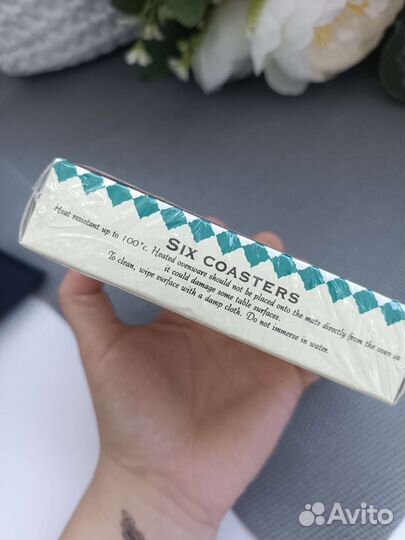 SIX COASTERS
Heat resistant up to 100°c. Heated ovenware should not be placed onto the mats directly from the oven as
it could damage some table surfaces.
To clean, wipe surface with a damp cloth. Do not immerse in water.
Avito